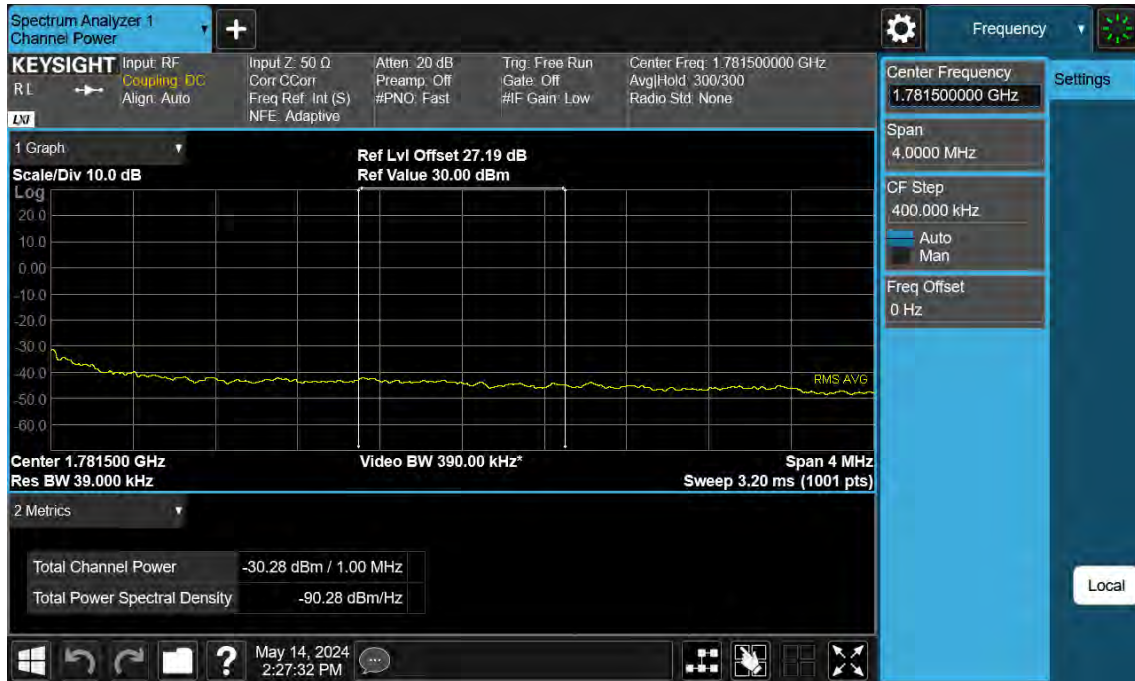 Spectrum Analyzer 1
Channel Power
Frequency
KEYSIGHT
R L
LXI
Input: RF
Coupling: DC
Align: Auto
Input Z: 50 Ω
Corr CCorr
Freq Ref: Int (S)
NFE: Adaptive
Atten: 20 dB
Preamp: Off
#PNO: Fast
Trig: Free Run
Gate: Off
#IF Gain: Low
Center Freq: 1.781500000 GHz
Avg|Hold: 300/300
Radio Std: None
Center Frequency
1.781500000 GHz
Settings
Span
4.0000 MHz
CF Step
400.000 kHz
Auto
Man
Freq Offset
0 Hz
Local
1 Graph
Scale/Div 10.0 dB
Ref Lvl Offset 27.19 dB
Ref Value 30.00 dBm
Log
20.0
10.0
0.00
-10.0
-20.0
-30.0
-40.0
-50.0
-60.0
RMS AVG
Center 1.781500 GHz
Video BW 390.00 kHz*
Span 4 MHz
Res BW 39.000 kHz
Sweep 3.20 ms (1001 pts)
2 Metrics
Total Channel Power -30.28 dBm / 1.00 MHz
Total Power Spectral Density -90.28 dBm/Hz
?
May 14, 2024
2:27:32 PM